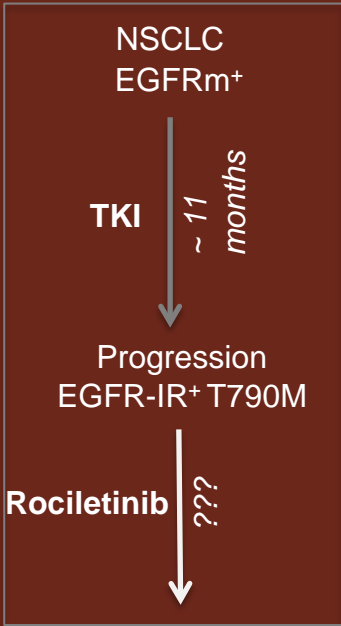 NSCLC
EGFRm⁺
TKI
~ 11
months
Progression
EGFR-IR⁺ T790M
Rociletinib
???